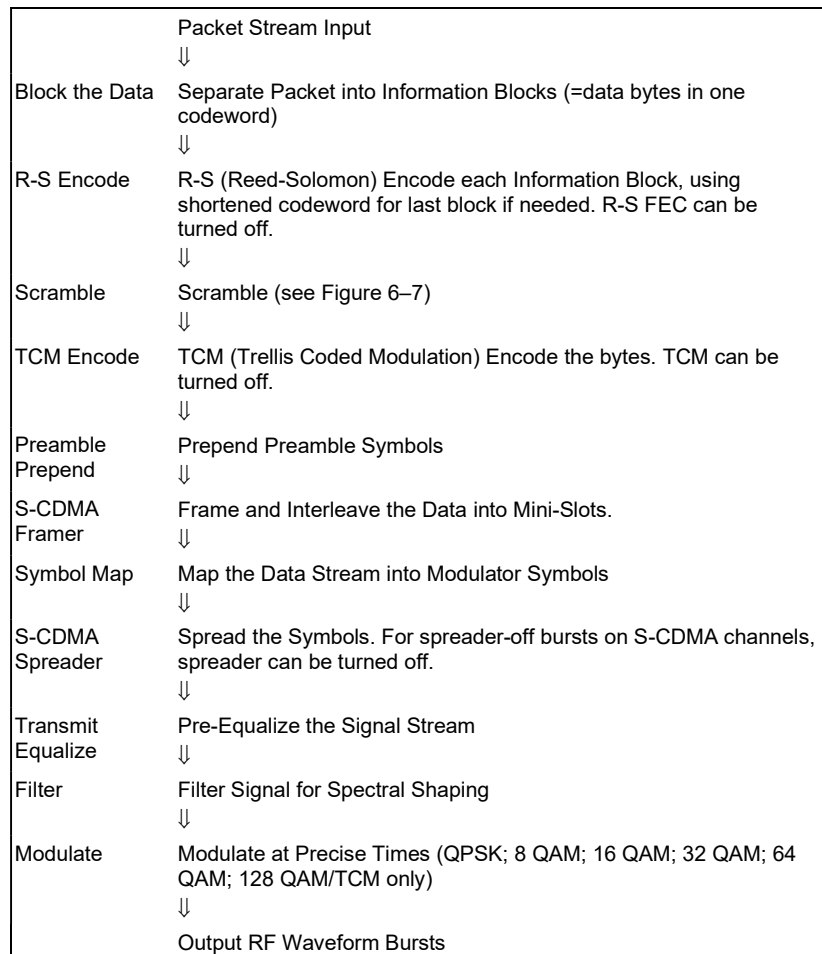 Packet Stream Input
⇓
Block the Data Separate Packet into Information Blocks (=data bytes in one
codeword)
⇓
R-S Encode R-S (Reed-Solomon) Encode each Information Block, using
shortened codeword for last block if needed. R-S FEC can be
turned off.
⇓
Scramble Scramble (see Figure 6–7)
⇓
TCM Encode TCM (Trellis Coded Modulation) Encode the bytes. TCM can be
turned off.
⇓
Preamble Prepend Preamble Symbols
Prepend ⇓
S-CDMA Frame and Interleave the Data into Mini-Slots.
Framer ⇓
Symbol Map Map the Data Stream into Modulator Symbols
⇓
S-CDMA Spread the Symbols. For spreader-off bursts on S-CDMA channels,
Spreader spreader can be turned off.
⇓
Transmit Pre-Equalize the Signal Stream
Equalize ⇓
Filter Filter Signal for Spectral Shaping
⇓
Modulate Modulate at Precise Times (QPSK; 8 QAM; 16 QAM; 32 QAM; 64
QAM; 128 QAM/TCM only)
⇓
Output RF Waveform Bursts